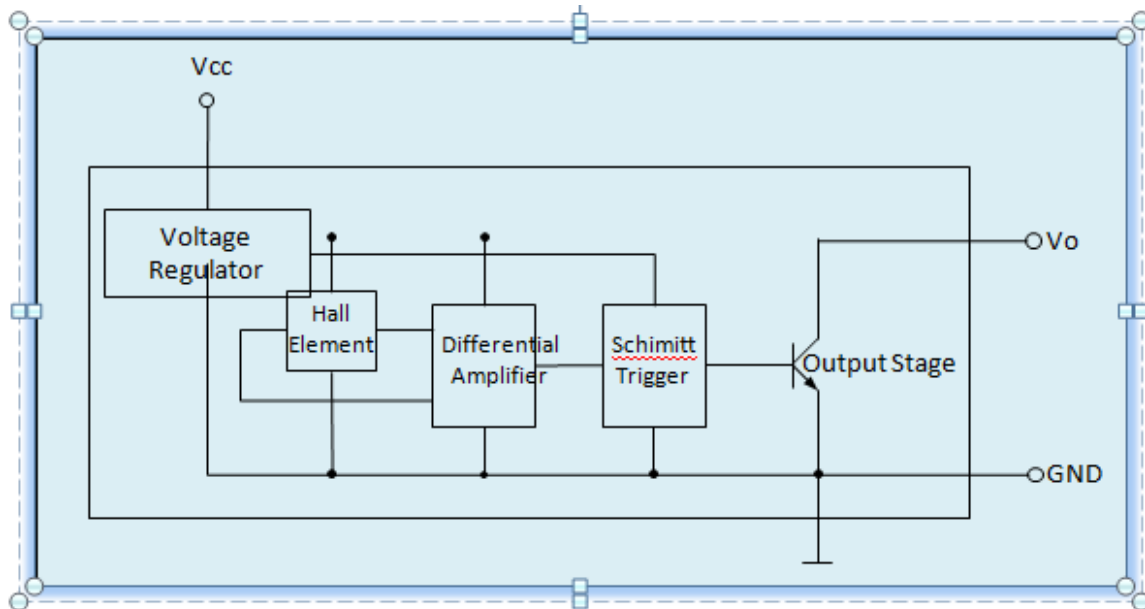 Vcc
Voltage
Regulator
Vo
Hall
Element
Differential
Amplifier
Schimitt
Trigger
Output Stage
GND